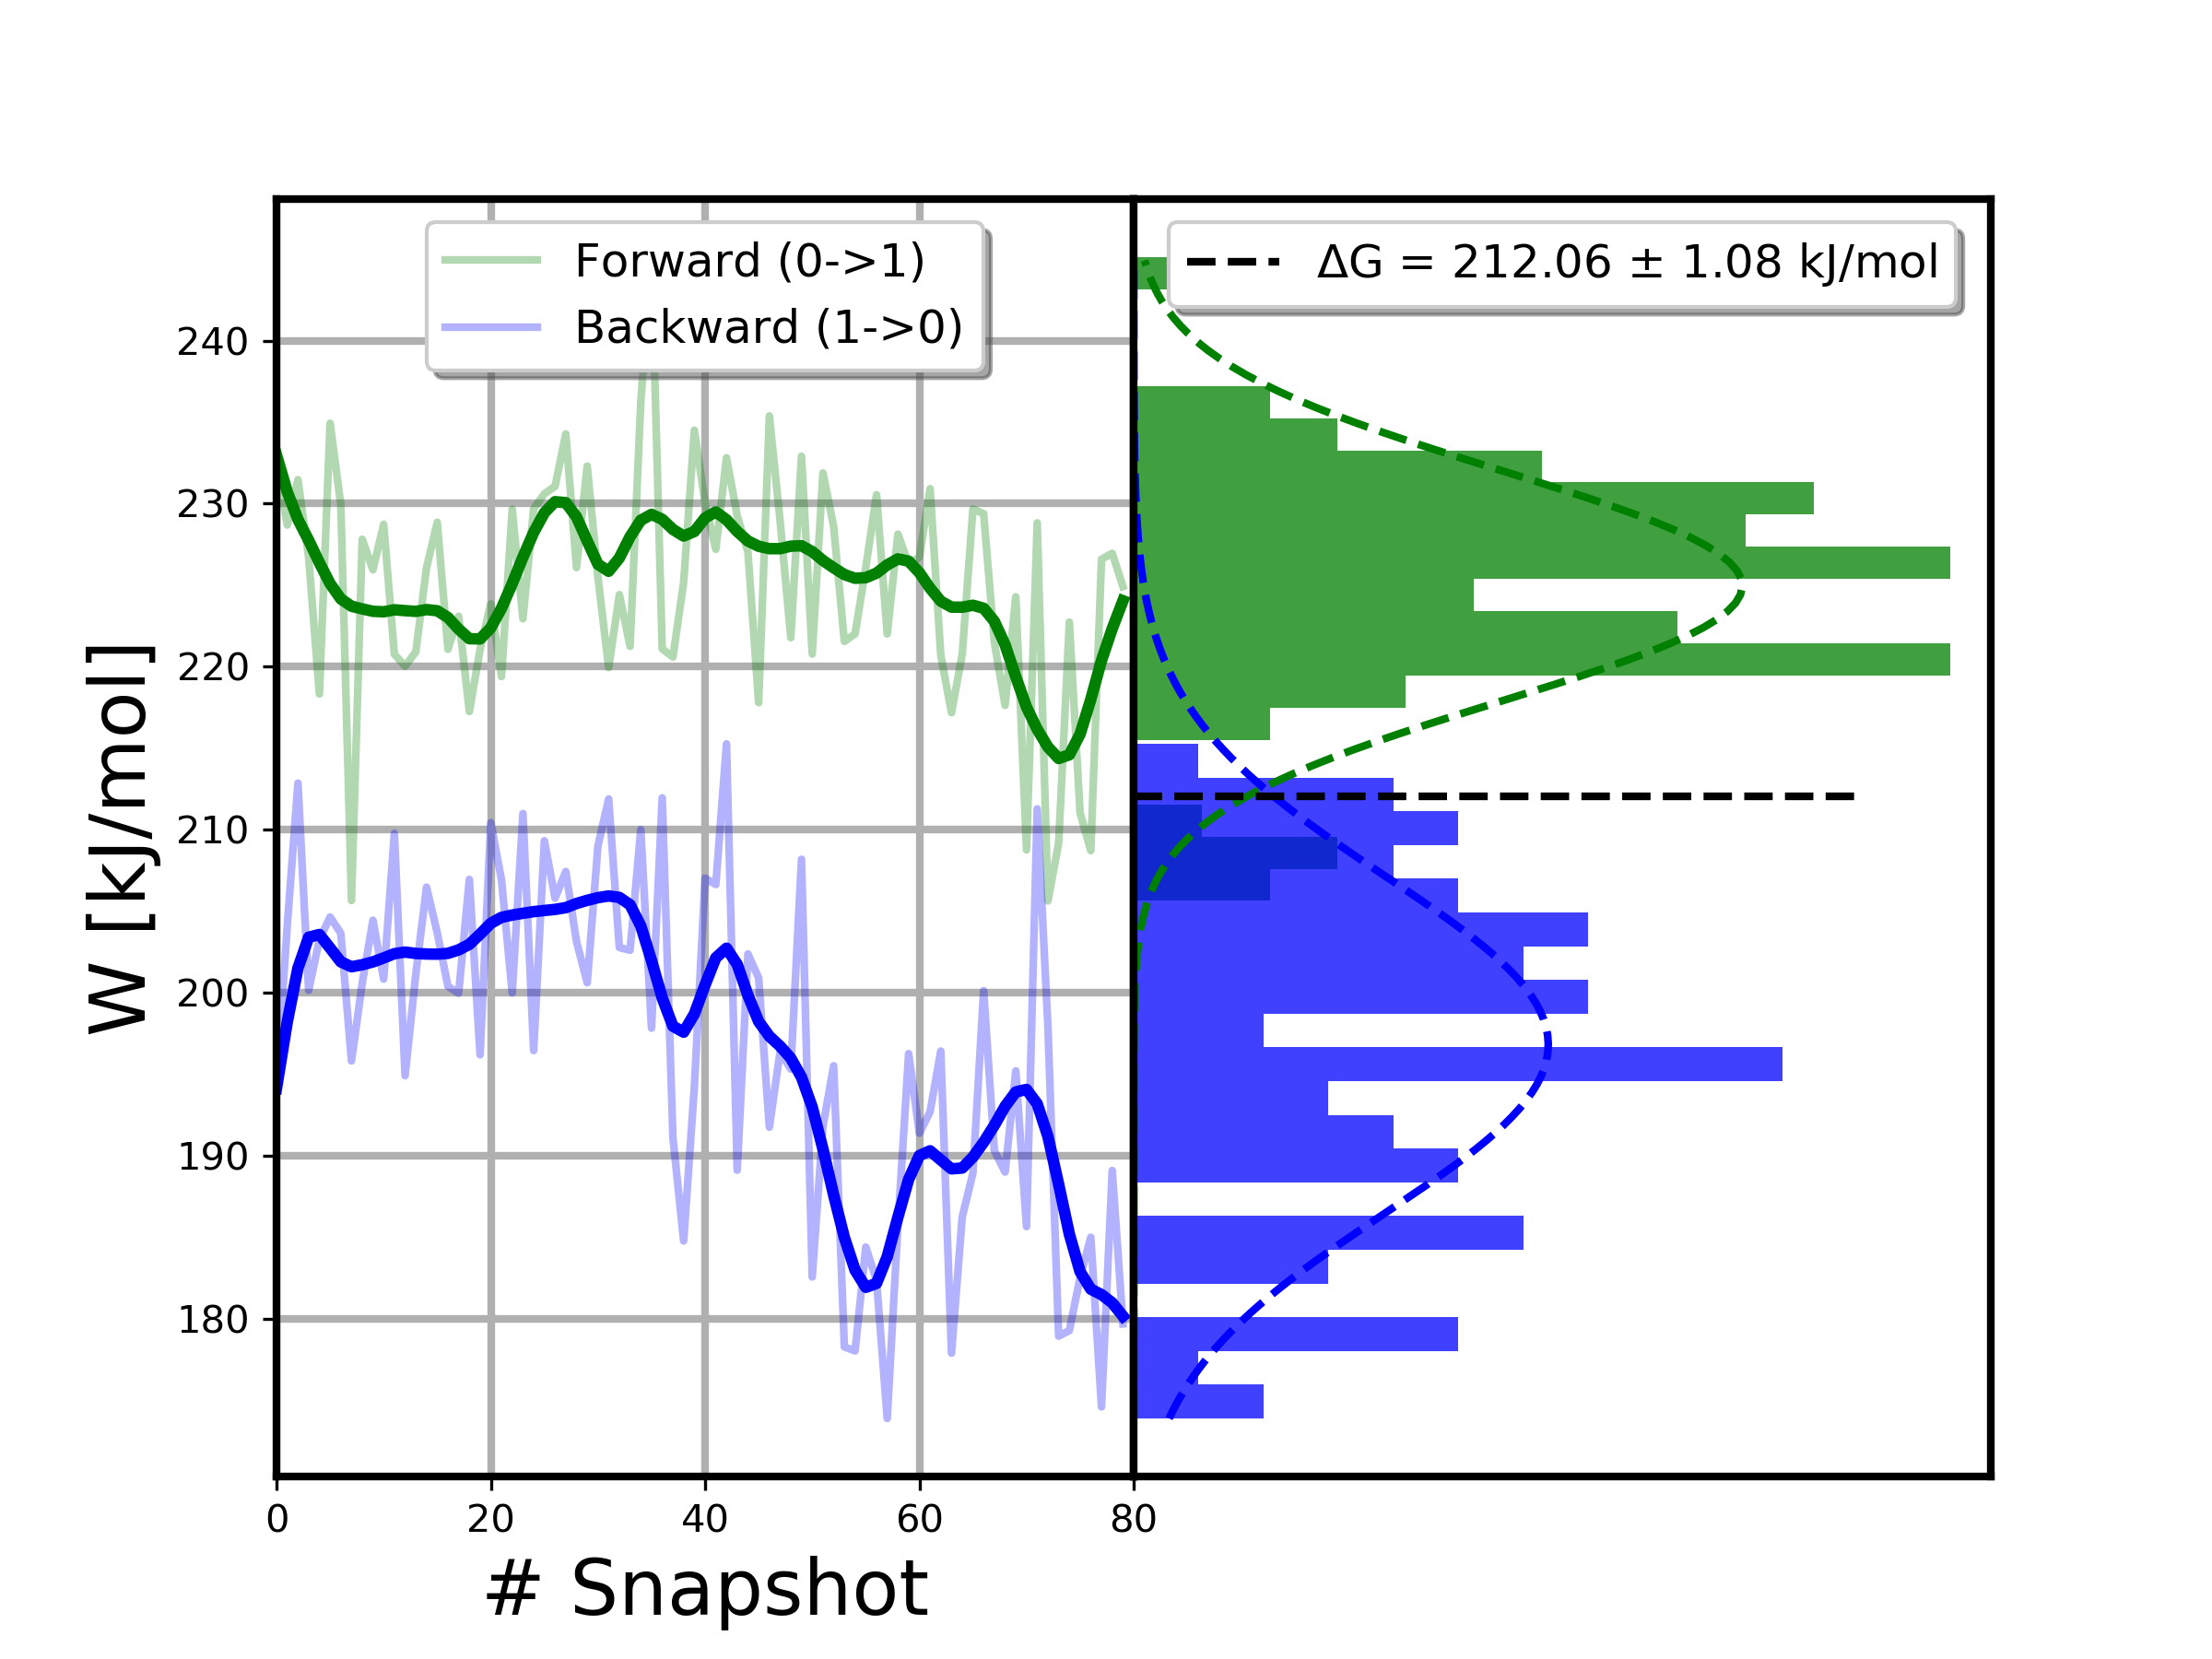 Forward (0->1)
Backward (1->0)
ΔG = 212.06 ± 1.08 kJ/mol
W [kJ/mol]
240
230
220
210
200
190
180
0 20 40 60 80
# Snapshot